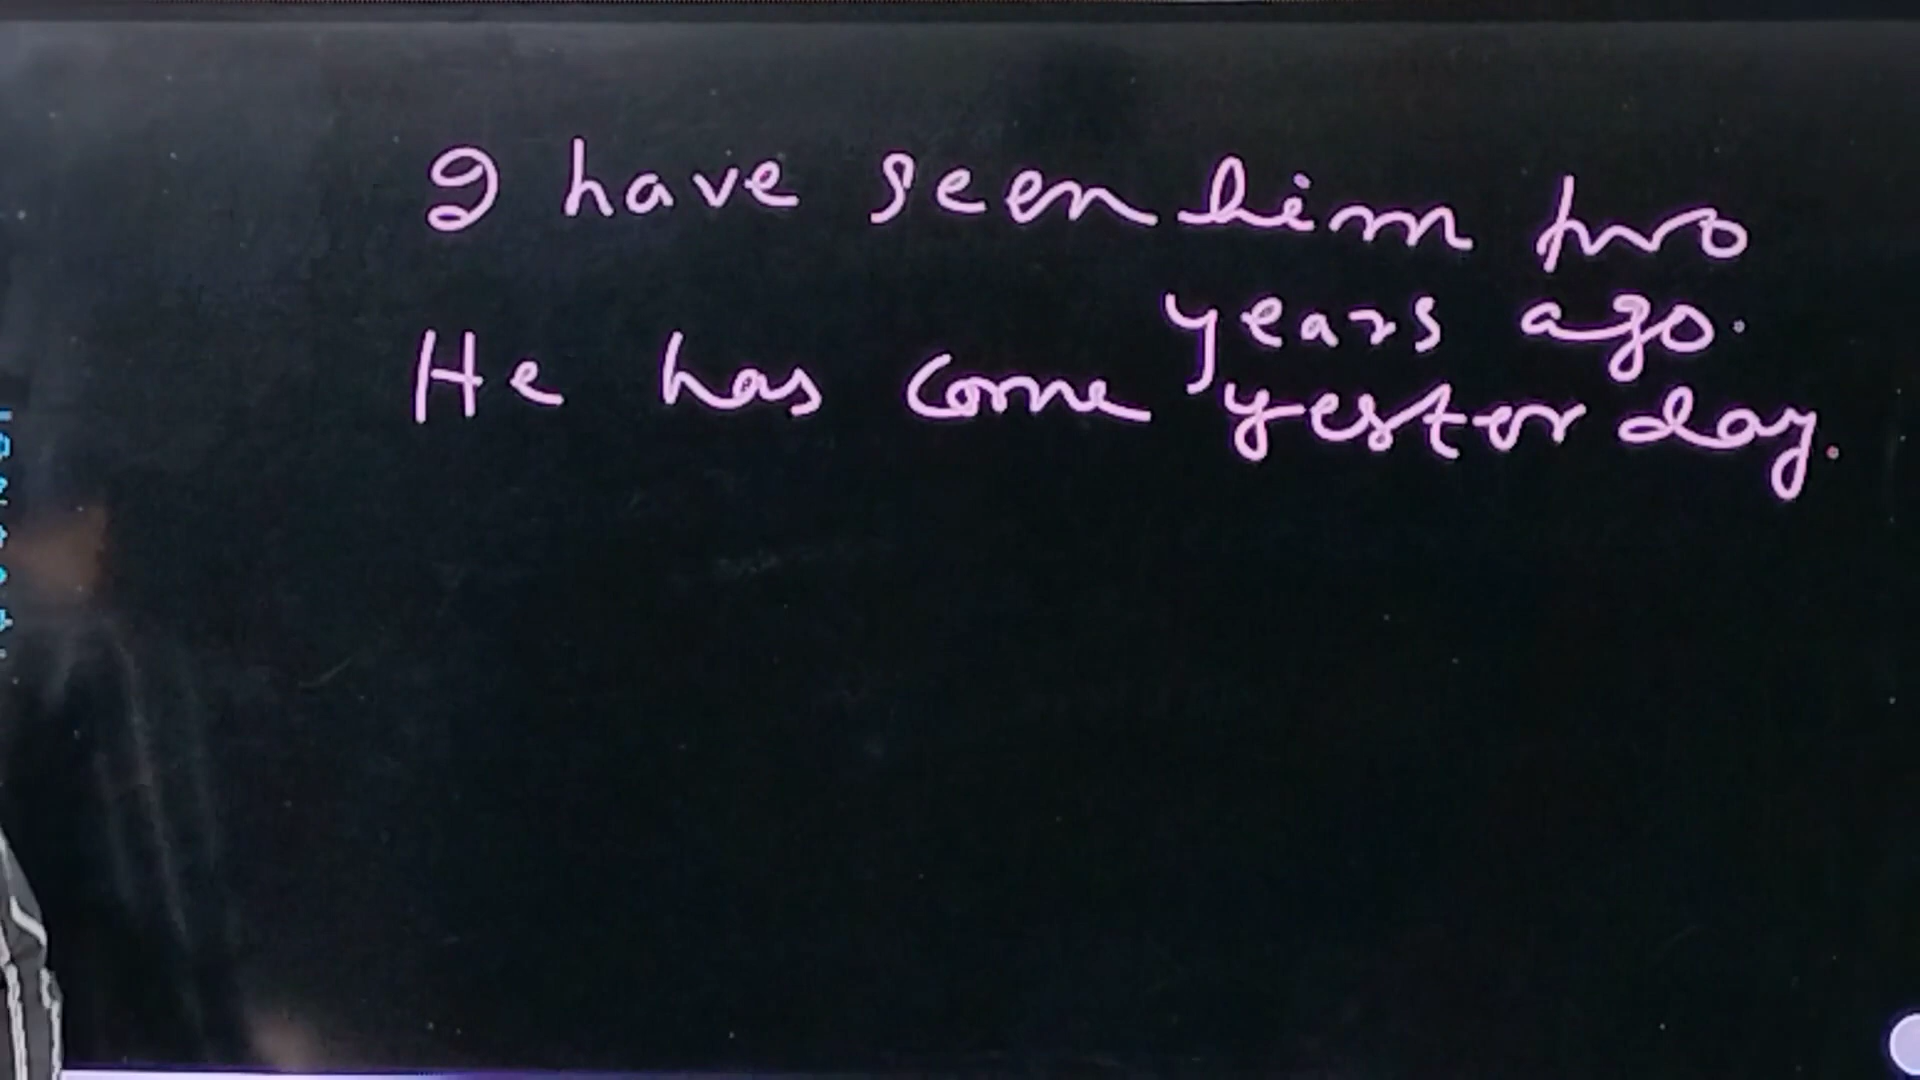 I have seen him two
years ago.
He has come yesterday.